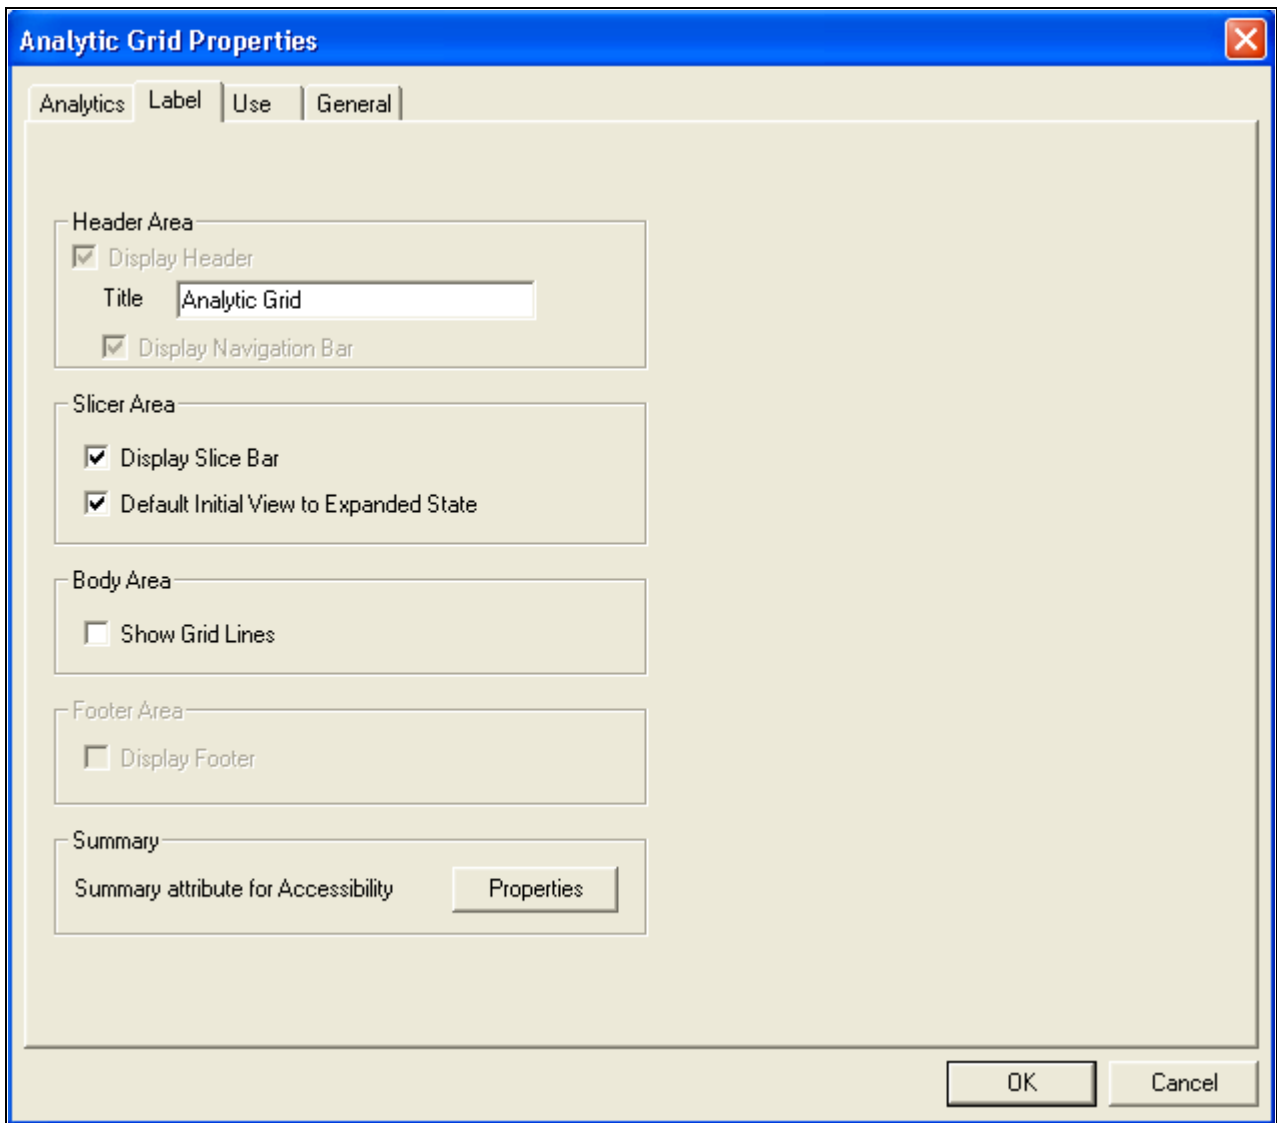 Analytic Grid Properties
Analytics Label Use General
Header Area
Display Header
Title Analytic Grid
Display Navigation Bar
Slicer Area
Display Slice Bar
Default Initial View to Expanded State
Body Area
Show Grid Lines
Footer Area
Display Footer
Summary
Summary attribute for Accessibility Properties
OK Cancel